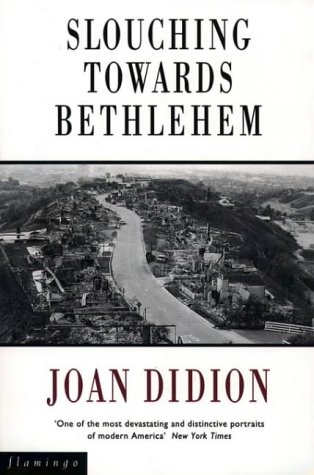 SLOUCHING
TOWARDS
BETHLEHEM
JOAN DIDION
‘One of the most devastating and distinctive portraits
of modern America’ New York Times
flamingo